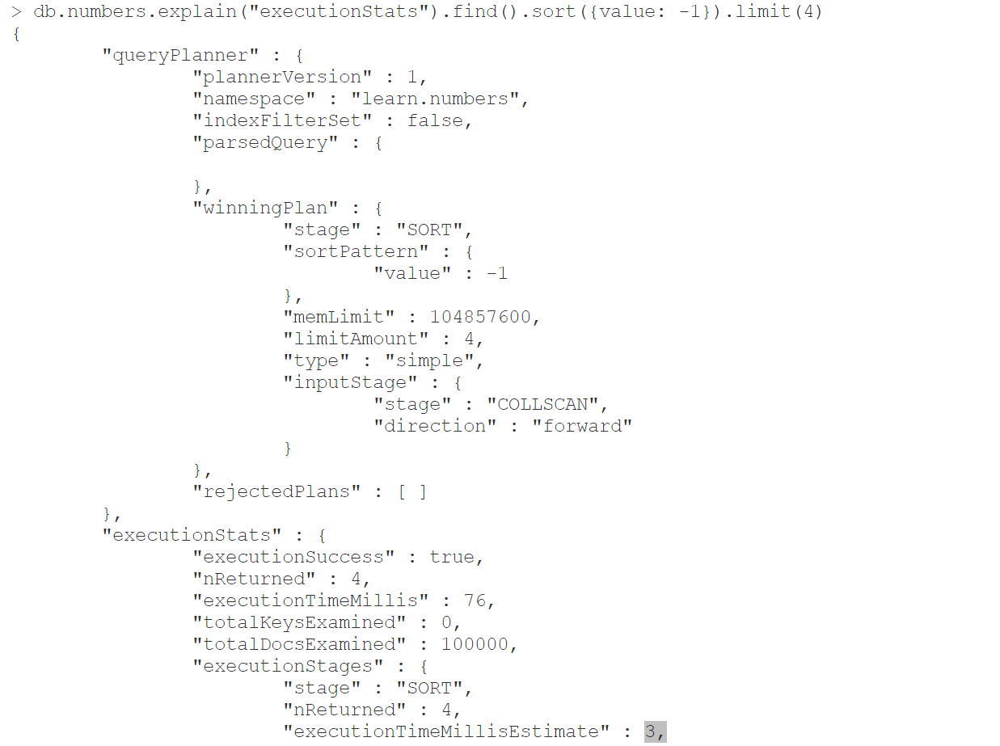 > db.numbers.explain("executionStats").find().sort({value: -1}).limit(4)
{
        "queryPlanner" : {
                "plannerVersion" : 1,
                "namespace" : "learn.numbers",
                "indexFilterSet" : false,
                "parsedQuery" : {

                },
                "winningPlan" : {
                        "stage" : "SORT",
                        "sortPattern" : {
                                "value" : -1
                        },
                        "memLimit" : 104857600,
                        "limitAmount" : 4,
                        "type" : "simple",
                        "inputStage" : {
                                "stage" : "COLLSCAN",
                                "direction" : "forward"
                        }
                },
                "rejectedPlans" : [ ]
        },
        "executionStats" : {
                "executionSuccess" : true,
                "nReturned" : 4,
                "executionTimeMillis" : 76,
                "totalKeysExamined" : 0,
                "totalDocsExamined" : 100000,
                "executionStages" : {
                        "stage" : "SORT",
                        "nReturned" : 4,
                        "executionTimeMillisEstimate" : 3,